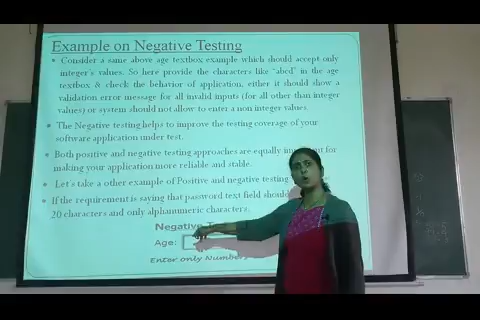 Example on Negative Testing
Consider a same above age textbox example which should accept only
integer's values. So here provide the characters like "abcd" in the age
textbox & check the behavior of application, either it should show a
validation error message for all invalid inputs (for all other than integer
values) or system should not allow to enter a non integer values.
The Negative testing helps to improve the testing coverage of your
software application under test.
Both positive and negative testing approaches are equally for
making your application more reliable and stable.
Let's take a other example of Positive and negative testing
If the requirement is saying that password text field should
20 characters and only alphanumeric characters.
Negative
Age:
Enter only Number